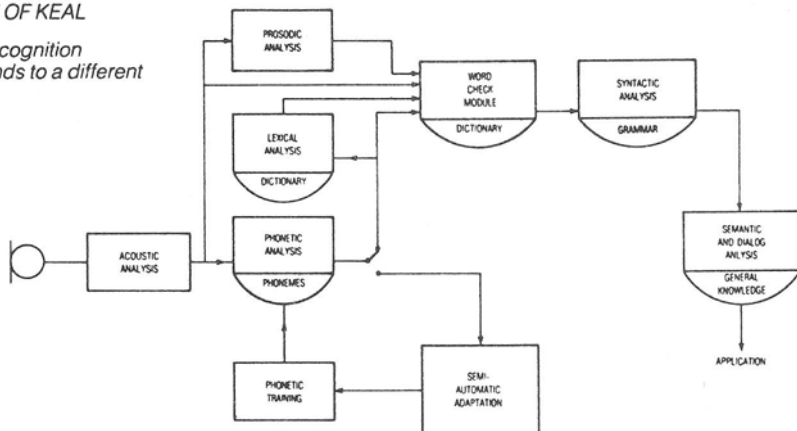 OF KEAL
cognition
nds to a different
PROSODIC
ANALYSIS
WORD
CHECK
MODULE
DICTIONARY
SYNTACTIC
ANALYSIS
GRAMMAR
LEXICAL
ANALYSIS
DICTIONARY
ACOUSTIC
ANALYSIS
PHONETIC
ANALYSIS
PHONEMES
SEMANTIC
AND DIALOG
ANLYSIS
GENERAL
KNOWLEDGE
APPLICATION
PHONETIC
TRAINING
SEMI-
AUTOMATIC
ADAPTATION